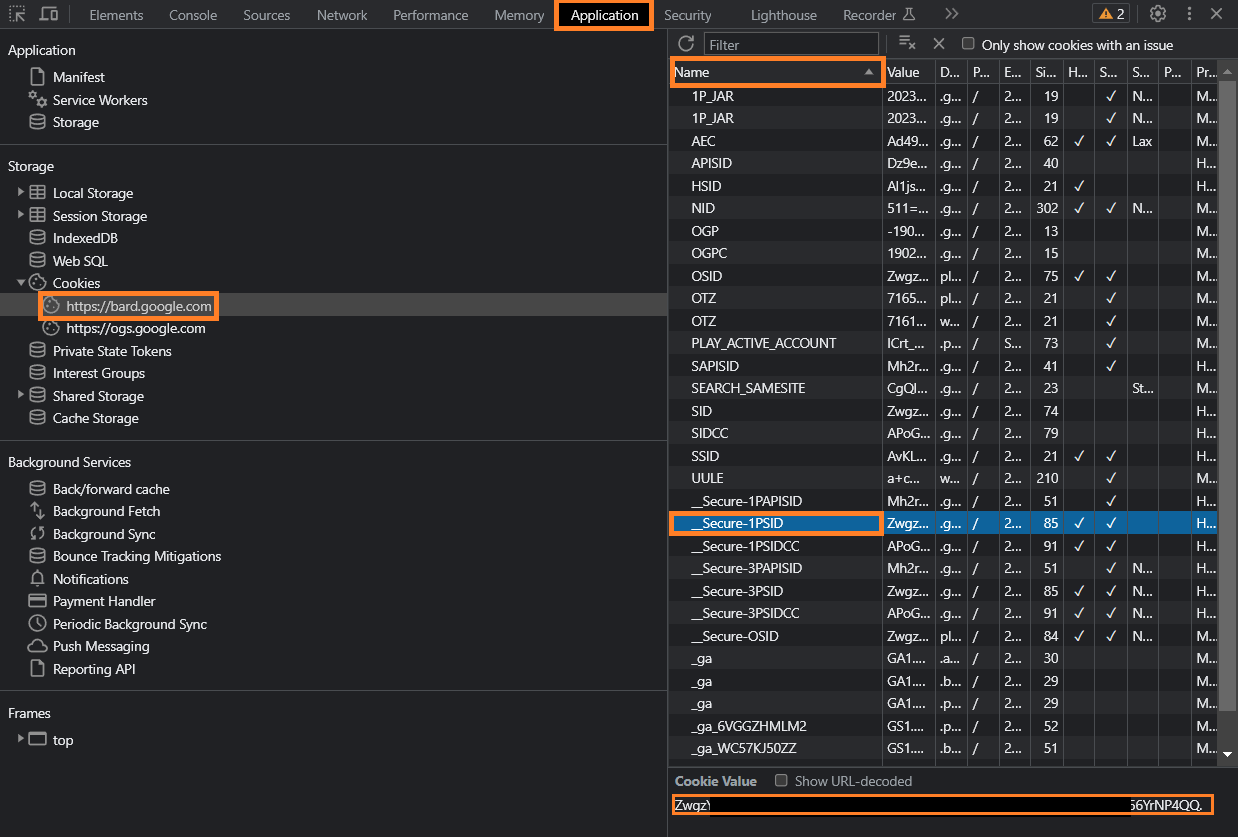 Elements Console Sources Network Performance Memory Application Security Lighthouse Recorder 2
Application
Manifest
Service Workers
Storage
Storage
Local Storage
Session Storage
IndexedDB
Web SQL
Cookies
https://bard.google.com
https://ogs.google.com
Private State Tokens
Interest Groups
Shared Storage
Cache Storage
Background Services
Back/forward cache
Background Fetch
Background Sync
Bounce Tracking Mitigations
Notifications
Payment Handler
Periodic Background Sync
Push Messaging
Reporting API
Frames
top
Filter Only show cookies with an issue
Name Value D... P... E... Si... H... S... S... P... Pr...
1P_JAR 2023... .g... / 2... 19 ✓ N... M...
1P_JAR 2023... .g... / 2... 19 ✓ N... M...
AEC Ad49... .g... / 2... 62 ✓ ✓ Lax M...
APISID Dz9e... .g... / 2... 40 H...
HSID .g... / 2... 21 ✓ H...
NID 511=... .g... / 2... 302 ✓ ✓ N... M...
OGP -190... .g... / 2... 13 M...
OGPC 1902... .g... / 2... 15 M...
OSID Zwgz... pl... / 2... 75 ✓ ✓ M...
OTZ 7165... pl... / 2... 21 ✓ M...
OTZ 7161... w... / 2... 21 ✓ M...
PLAY_ACTIVE_ACCOUNT ICrt_... .p... / S... 73 ✓ M...
SAPISID Mh2r... .g... / 2... 41 ✓ H...
SEARCH_SAMESITE .g... / 2... 23 St... M...
SID Zwgz... .g... / 2... 74 H...
SIDCC APoG... .g... / 2... 79 H...
SSID AvKL... .g... / 2... 21 ✓ ✓ H...
UULE a+c... w... / 2... 210 ✓ M...
__Secure-1PAPISID Mh2r... .g... / 2... 51 ✓ H...
__Secure-1PSID Zwgz... .g... / 2... 85 ✓ ✓ H...
__Secure-1PSIDCC APoG... .g... / 2... 91 ✓ ✓ H...
__Secure-3PAPISID Mh2r... .g... / 2... 51 ✓ N... H...
__Secure-3PSID Zwgz... .g... / 2... 85 ✓ ✓ N... H...
__Secure-3PSIDCC APoG... .g... / 2... 91 ✓ ✓ N... H...
__Secure-OSID Zwgz... pl... / 2... 84 ✓ ✓ N... M...
_ga GA1.... .a... / 2... 30 M...
_ga GA1.... .b... / 2... 29 M...
_ga GA1.... .p... / 2... 29 M...
_ga_6VGGZHMLM2 GS1.... .p... / 2... 52 M...
_ga_WC57KJ50ZZ GS1.... .b... / 2... 51 M...
Cookie Value Show URL-decoded